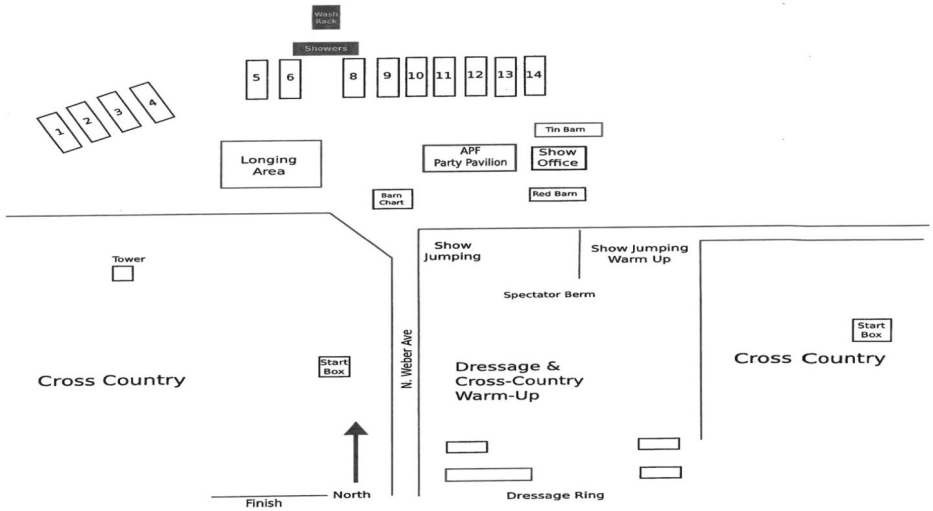 Wash
Rack
Showers
5
6
8
9
10
11
12
13
14
1
2
3
4
Tin Barn
Longing
Area
APF
Party Pavilion
Show
Office
Barn
Chart
Red Barn
Show
Jumping
Show Jumping
Warm Up
Tower
Spectator Berm
Start
Box
N. Weber Ave
Start
Box
Cross Country
Dressage &
Cross-Country
Warm-Up
Cross Country
North
Finish
Dressage Ring